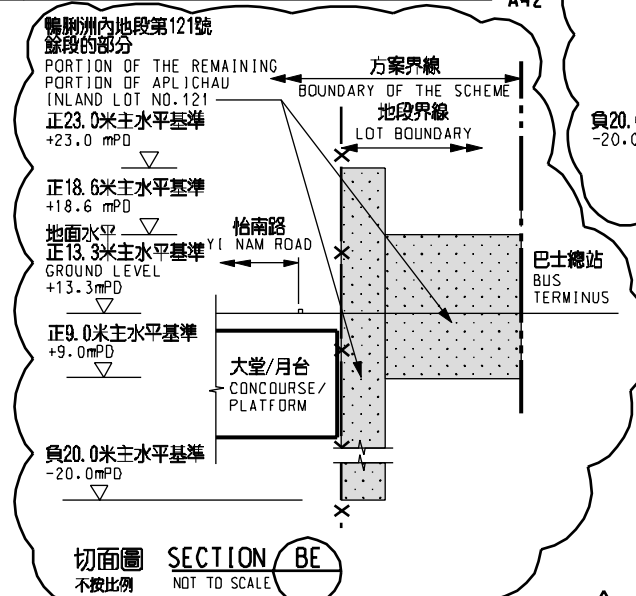 A42
鴨脷洲內地段第121號
餘段的部分
PORTION OF THE REMAINING
PORTION OF APLICHAU
INLAND LOT NO.121
方案界線
BOUNDARY OF THE SCHEME
地段界線
LOT BOUNDARY
正23.0米主水平基準
+23.0 mPD
正18.6米主水平基準
+18.6 mPD
地面水平
正13.3米主水平基準
GROUND LEVEL
+13.3mPD
怡南路
YI NAM ROAD
巴士總站
BUS
TERMINUS
正9.0米主水平基準
+9.0mPD
大堂/月台
CONCOURSE/
PLATFORM
負20.0米主水平基準
-20.0mPD
切面圖 SECTION BE
不按比例 NOT TO SCALE
負20.
-20.0